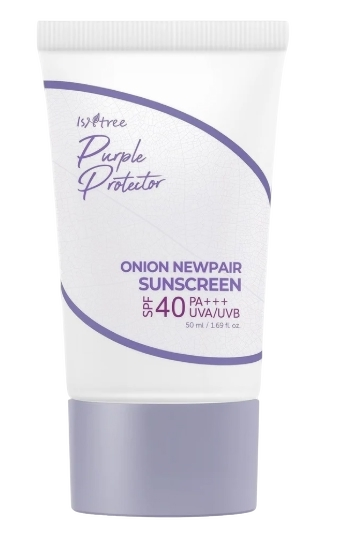 Isntree
Purple
Protector
ONION NEWPAIR
SUNSCREEN
SPF 40 PA+++
UVA/UVB
50 ml / 1.69 fl oz.